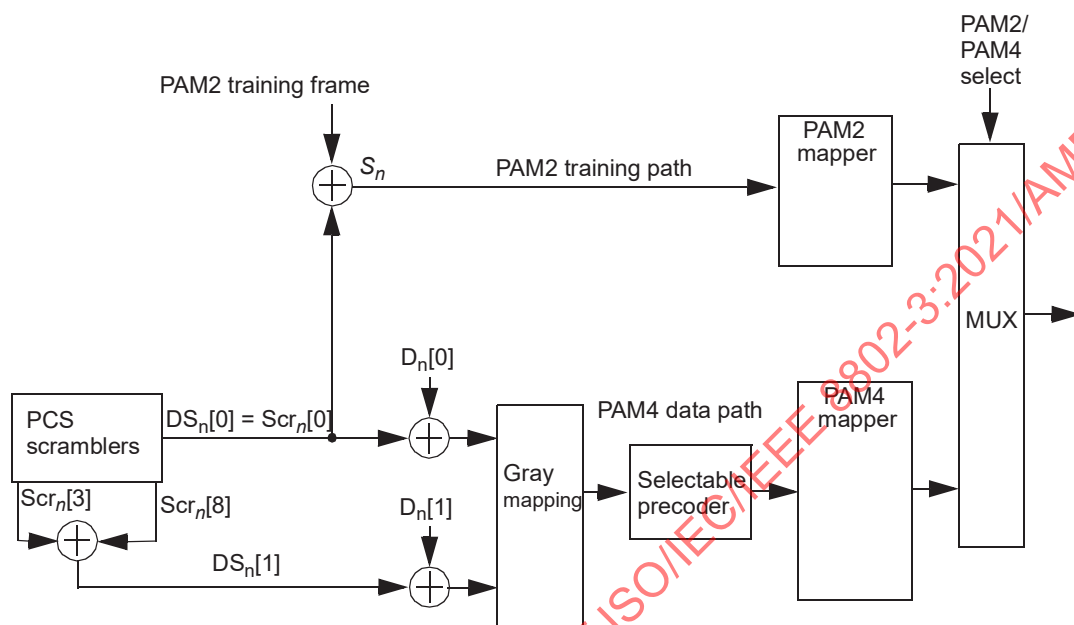 PAM2/
PAM4
select
PAM2 training frame
PAM2
mapper
Sn
PAM2 training path
MUX
Dn[0]
PAM4 data path
PAM4
mapper
PCS
scramblers
DSn[0] = Scrn[0]
Gray
mapping
Selectable
precoder
Scrn[3]
Scrn[8]
Dn[1]
DSn[1]
ISO/IEC/IEEE 8802-3:2021/AM